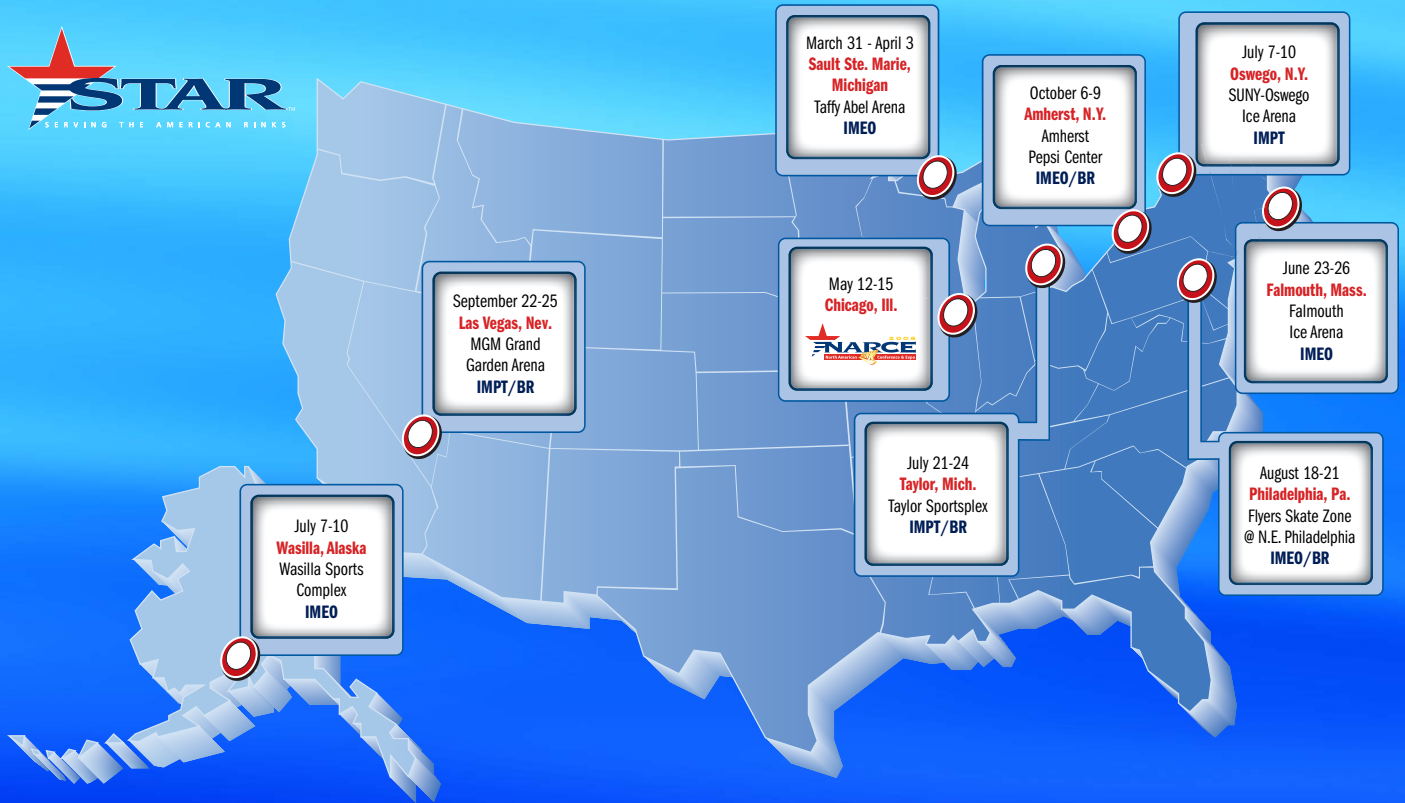 STAR
SERVING THE AMERICAN RINKS
March 31 - April 3
Sault Ste. Marie,
Michigan
Taffy Abel Arena
IMEO
October 6-9
Amherst, N.Y.
Amherst
Pepsi Center
IMEO/BR
July 7-10
Oswego, N.Y.
SUNY-Oswego
Ice Arena
IMPT
September 22-25
Las Vegas, Nev.
MGM Grand
Garden Arena
IMPT/BR
May 12-15
Chicago, Ill.
NARCE
North American Conference & Expo
June 23-26
Falmouth, Mass.
Falmouth
Ice Arena
IMEO
July 21-24
Taylor, Mich.
Taylor Sportsplex
IMPT/BR
August 18-21
Philadelphia, Pa.
Flyers Skate Zone
@ N.E. Philadelphia
IMEO/BR
July 7-10
Wasilla, Alaska
Wasilla Sports
Complex
IMEO